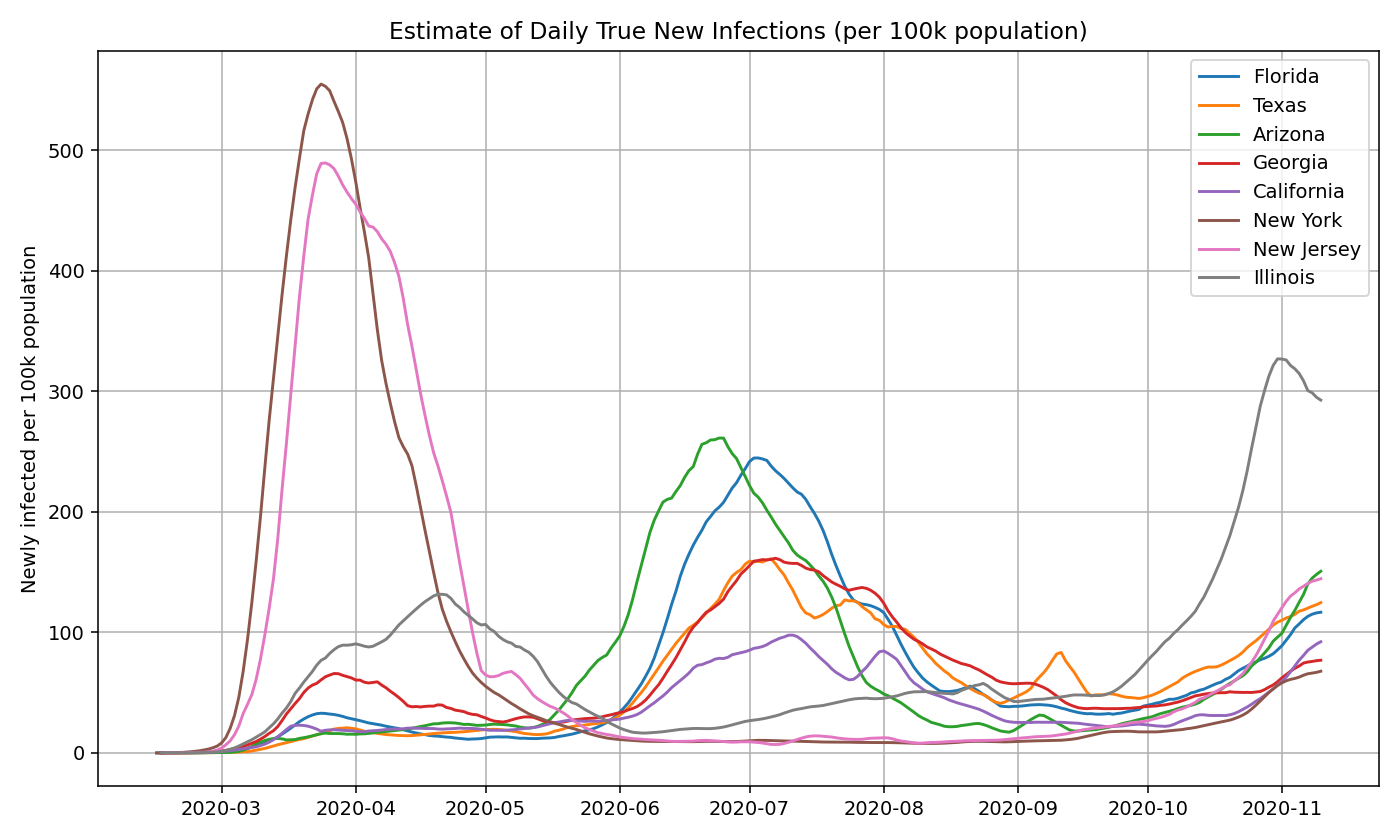 Estimate of Daily True New Infections (per 100k population)
Newly infected per 100k population
500
400
300
200
100
0
2020-03
2020-04
2020-05
2020-06
2020-07
2020-08
2020-09
2020-10
2020-11
Florida
Texas
Arizona
Georgia
California
New York
New Jersey
Illinois